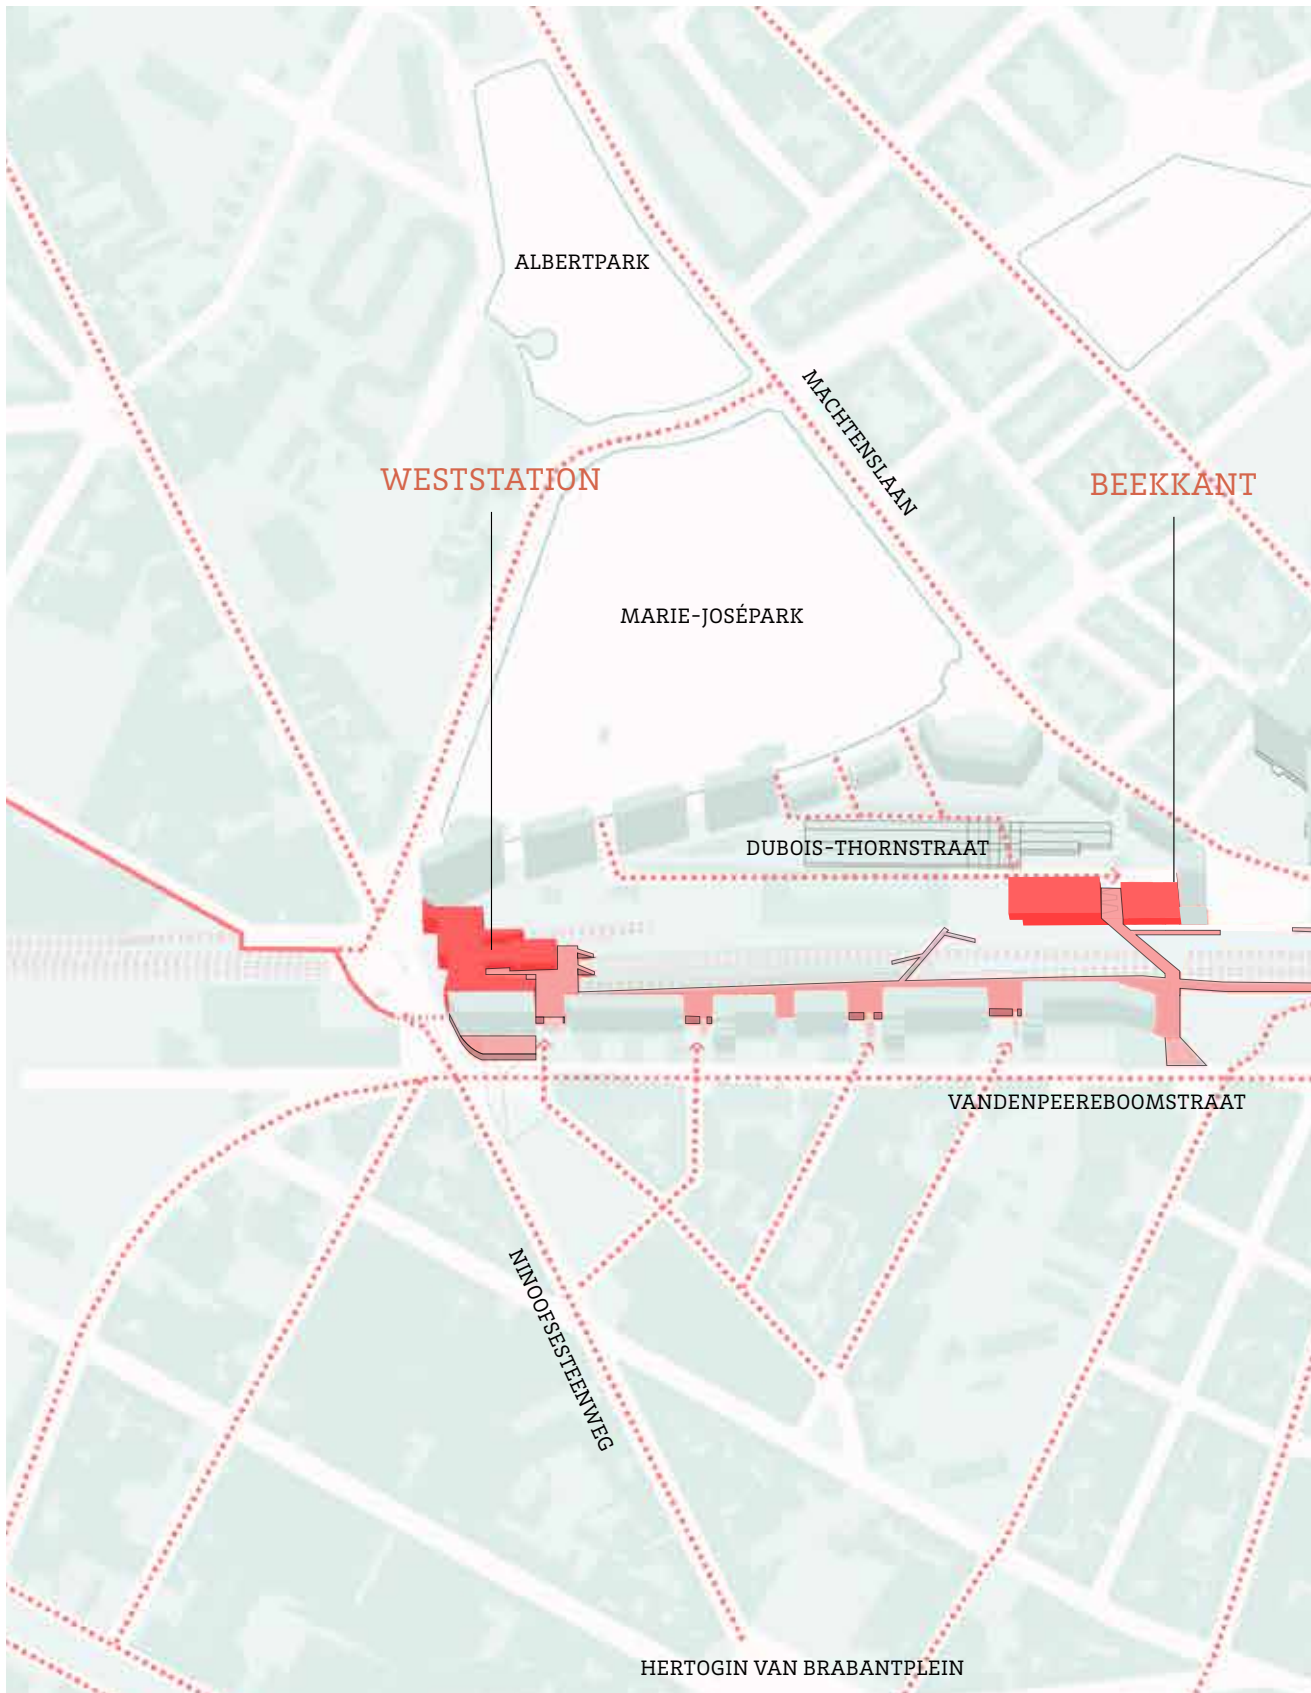 ALBERTPARK
MACHTENSLAAN
WESTSTATION
BEEKKANT
MARIE-JOSÉPARK
DUBOIS-THORNSTRAAT
VANDENPEEREBOOMSTRAAT
NINOOFSESTEENWEG
HERTOGIN VAN BRABANTPLEIN